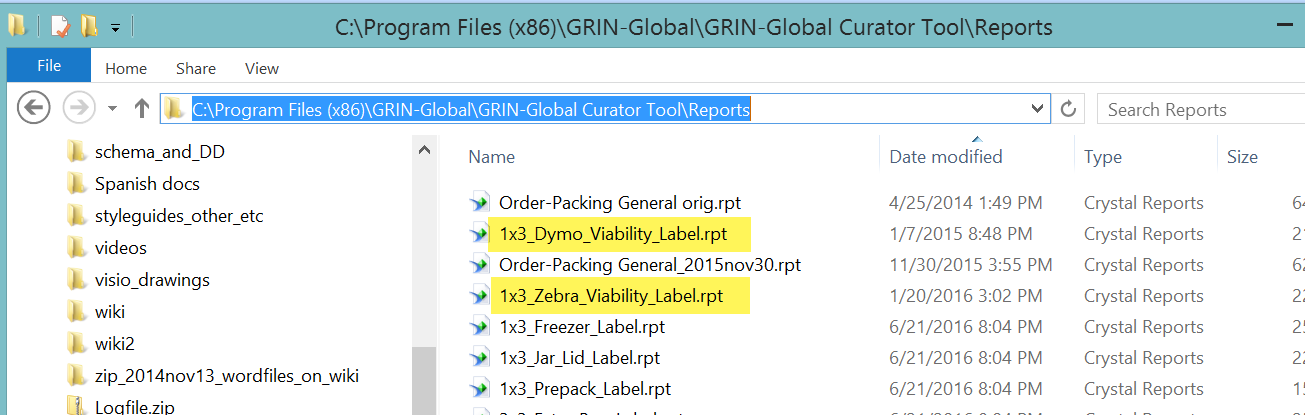 C:\Program Files (x86)\GRIN-Global\GRIN-Global Curator Tool\Reports
File Home Share View
C:\Program Files (x86)\GRIN-Global\GRIN-Global Curator Tool\Reports
Search Reports
schema_and_DD
Spanish docs
styleguides_other_etc
videos
visio_drawings
wiki
wiki2
zip_2014nov13_wordfiles_on_wiki
Logfile.zip
Name Date modified Type Size
Order-Packing General orig.rpt 4/25/2014 1:49 PM Crystal Reports
1x3_Dymo_Viability_Label.rpt 1/7/2015 8:48 PM Crystal Reports
Order-Packing General_2015nov30.rpt 11/30/2015 3:55 PM Crystal Reports
1x3_Zebra_Viability_Label.rpt 1/20/2016 3:02 PM Crystal Reports
1x3_Freezer_Label.rpt 6/21/2016 8:04 PM Crystal Reports
1x3_Jar_Lid_Label.rpt 6/21/2016 8:04 PM Crystal Reports
1x3_Prepack_Label.rpt 6/21/2016 8:04 PM Crystal Reports